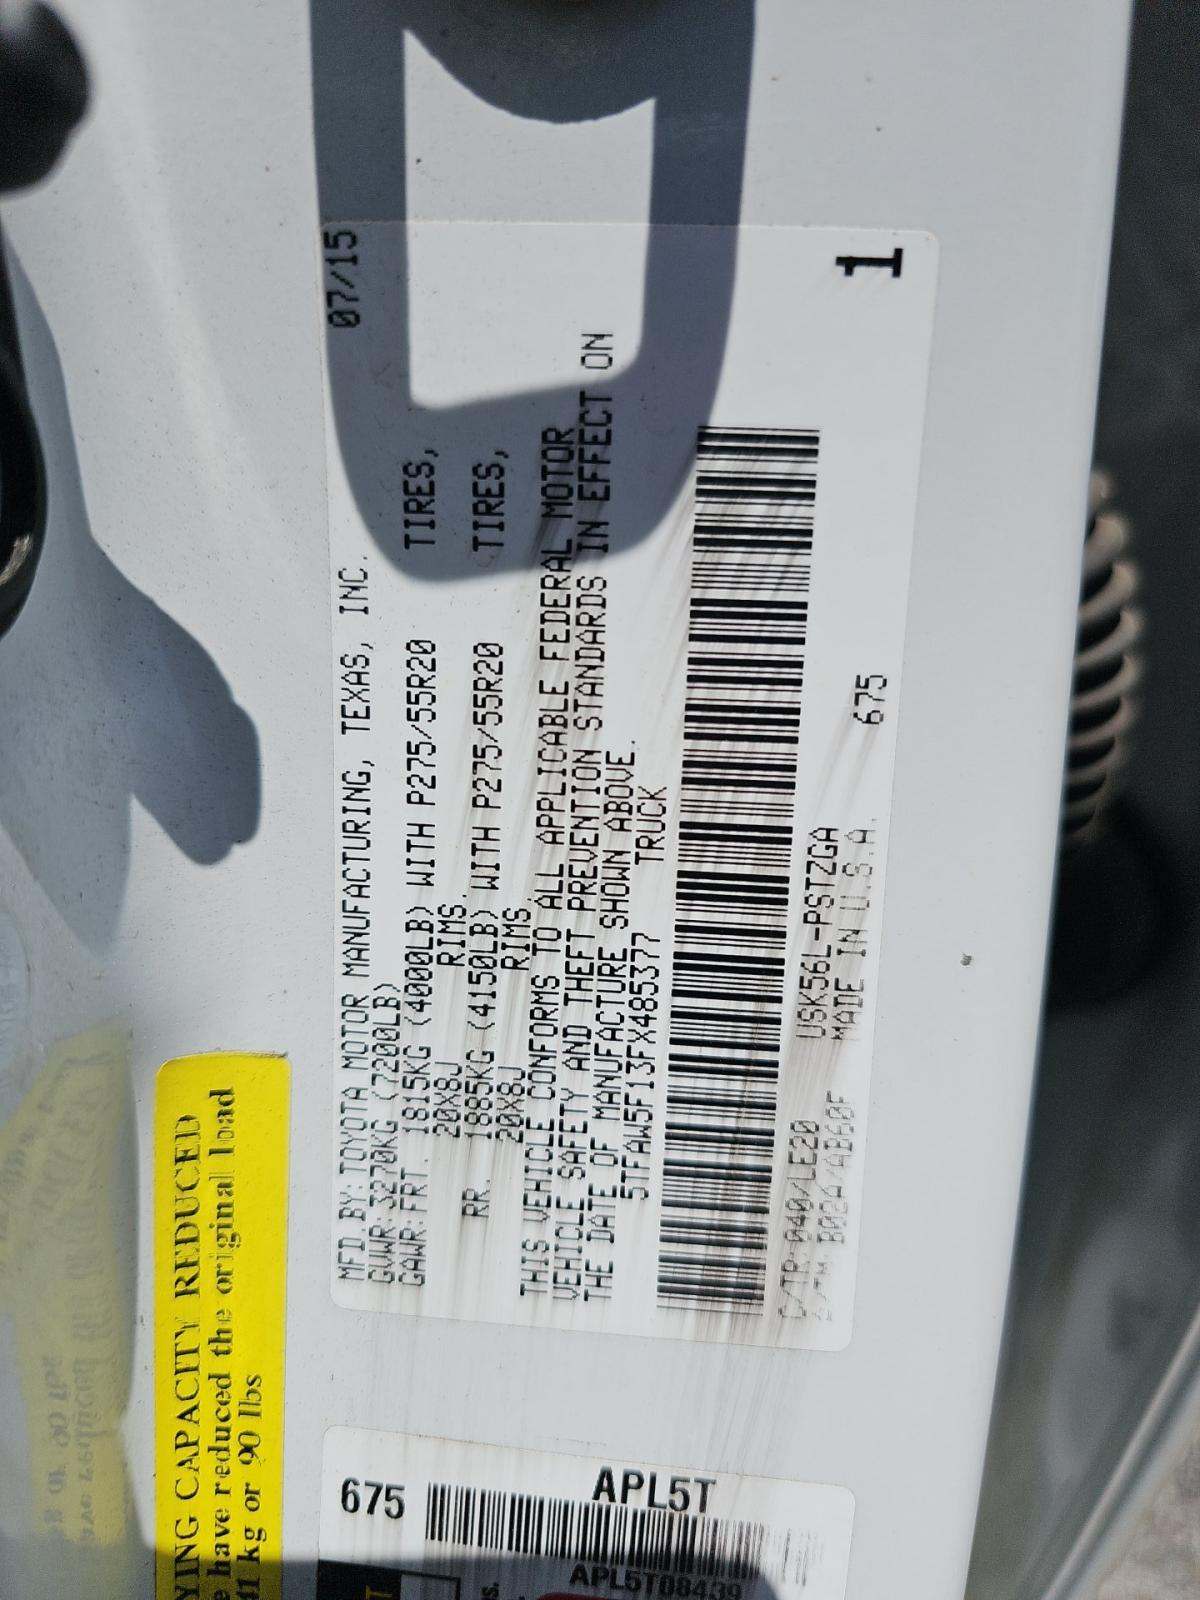 MFD BY: TOYOTA MOTOR MANUFACTURING, TEXAS, INC. 07/15
GVWR: 3270KG (7200LB)
GAWR: FRT. 1815KG (4000LB) WITH P275/55R20 TIRES,
20X8J RIMS.
RR. 1885KG (4150LB) WITH P275/55R20 TIRES,
20X8J RIMS.
THIS VEHICLE CONFORMS TO ALL APPLICABLE FEDERAL MOTOR
VEHICLE SAFETY AND THEFT PREVENTION STANDARDS IN EFFECT ON
THE DATE OF MANUFACTURE SHOWN ABOVE.
5TFAW5F13FX485377 TRUCK
C/TR: 040/LE20 USK56L-PSTZGA 675
MADE IN U.S.A.
1
YING CAPACITY REDUCED
e have reduced the original load
41 kg or 90 lbs
675 APL5T
APL5T08439